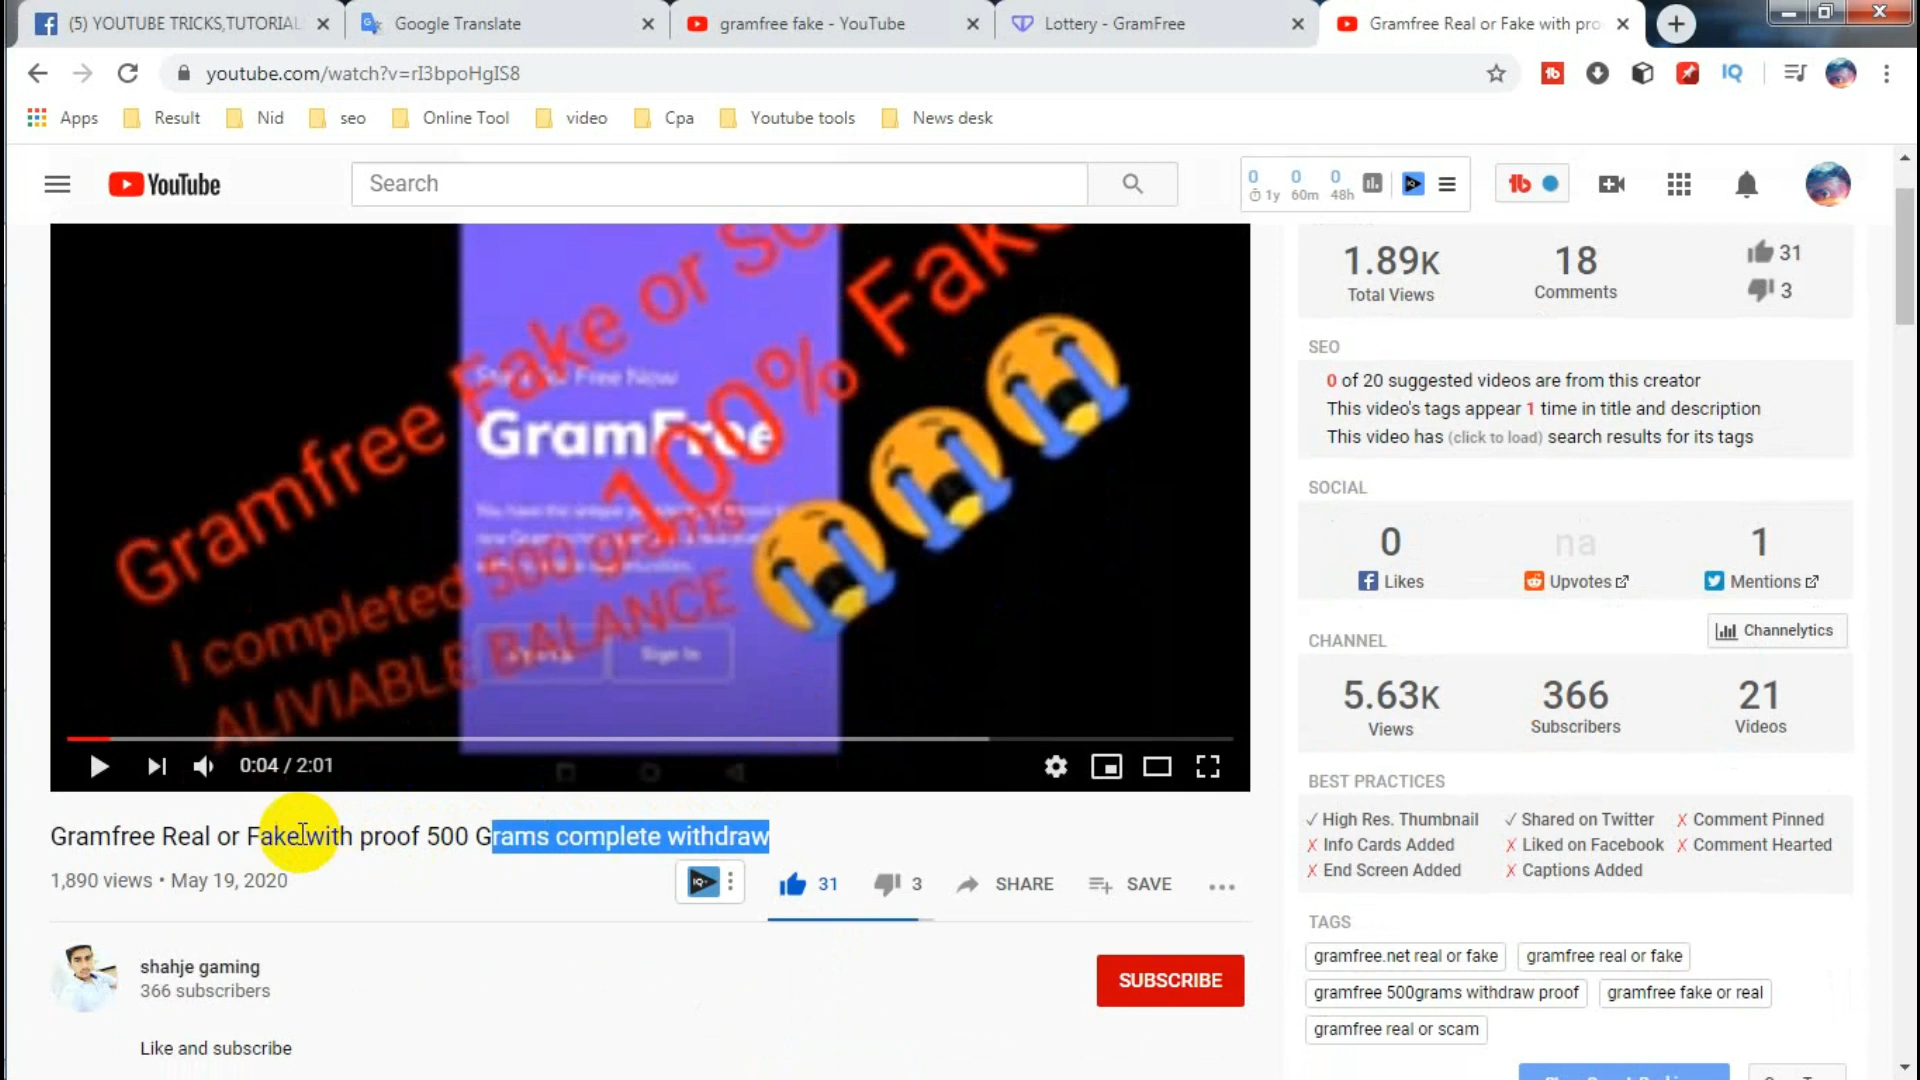 (5) YOUTUBE TRICKS,TUTORIAL
Google Translate
gramfree fake - YouTube
Lottery - GramFree
Gramfree Real or Fake with pro
youtube.com/watch?v=rI3bpoHgIS8
IQ
Apps
Result
Nid
seo
Online Tool
video
Cpa
Youtube tools
News desk
YouTube
Search
0 0 0
1y 60m 48h
Gramfree Fake or
100% Fake
Start For Free Now
GramFree
I completed 500 grams
ALIVIABLE BALANCE
Sign In
0:04 / 2:01
Gramfree Real or Fake with proof 500 Grams complete withdraw
1,890 views • May 19, 2020
31
3
SHARE
SAVE
shahje gaming
366 subscribers
SUBSCRIBE
Like and subscribe
1.89K
Total Views
18
Comments
31
3
SEO
0 of 20 suggested videos are from this creator
This video's tags appear 1 time in title and description
This video has (click to load) search results for its tags
SOCIAL
0
Likes
na
Upvotes
1
Mentions
CHANNEL
Channelytics
5.63K
Views
366
Subscribers
21
Videos
BEST PRACTICES
✓ High Res. Thumbnail
✓ Shared on Twitter
✗ Comment Pinned
✗ Info Cards Added
✗ Liked on Facebook
✗ Comment Hearted
✗ End Screen Added
✗ Captions Added
TAGS
gramfree.net real or fake
gramfree real or fake
gramfree 500grams withdraw proof
gramfree fake or real
gramfree real or scam